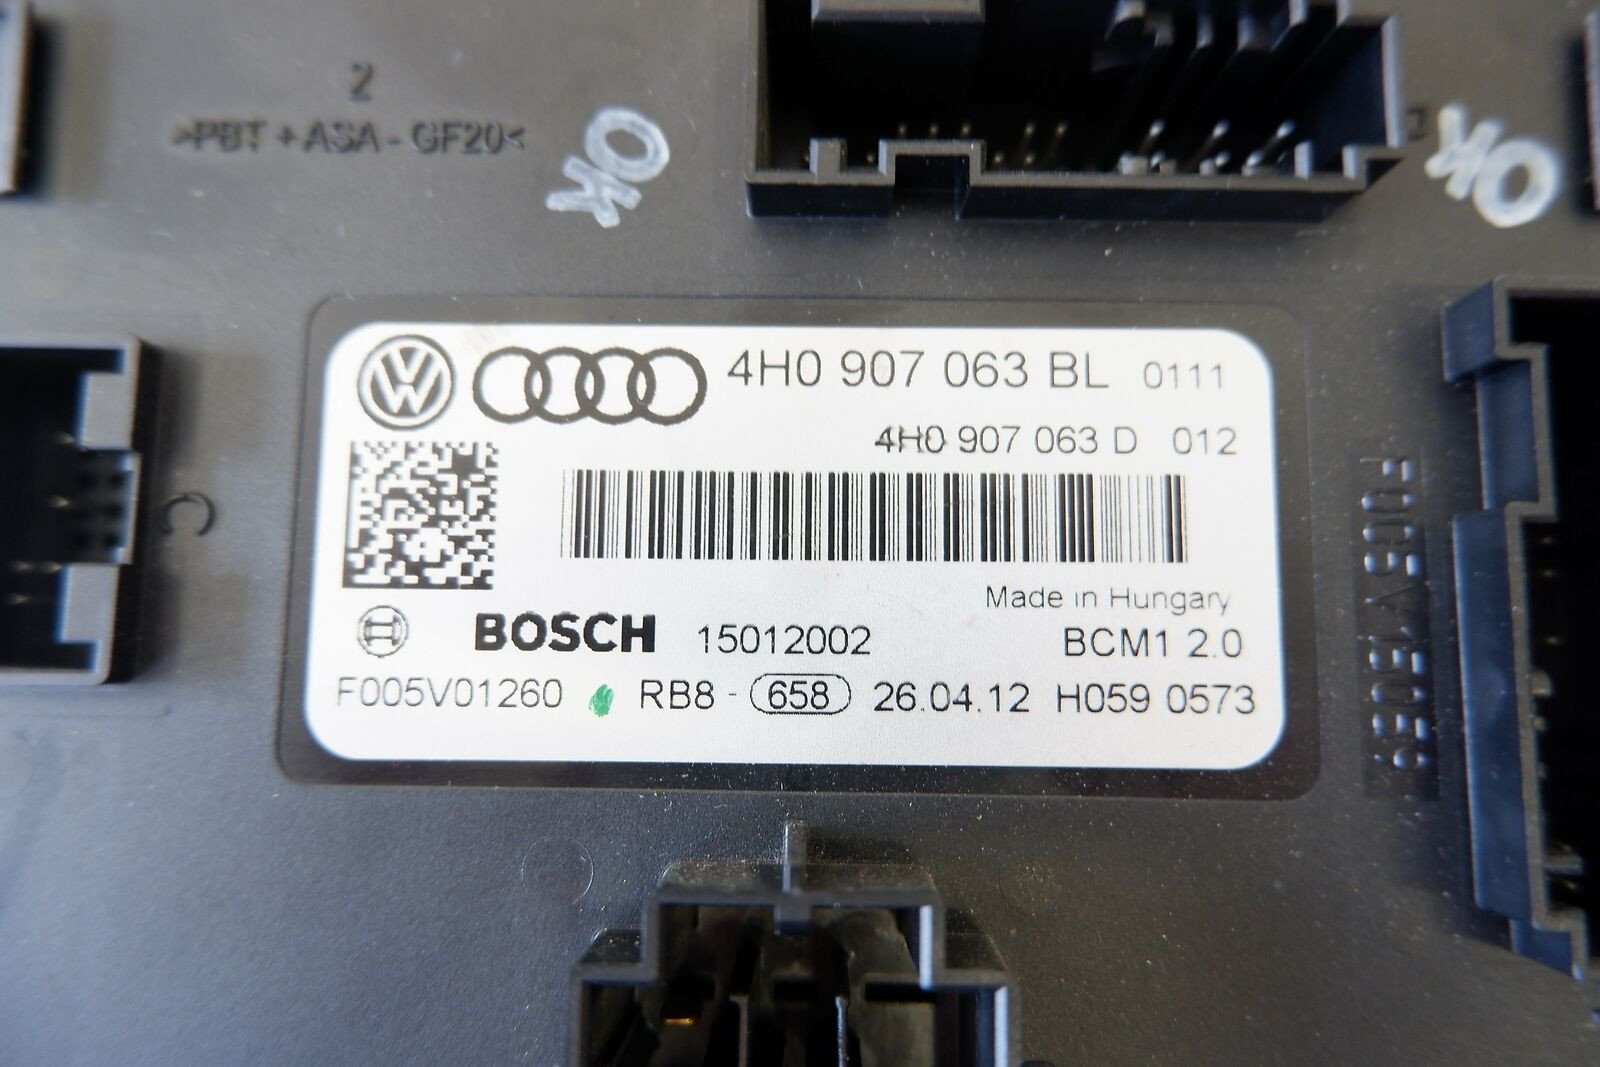 2
>PBT + ASA - GF20<
OK
OK
4H0 907 063 BL 0111
4H0 907 063 D 012
C
Made in Hungary
BOSCH 15012002 BCM1 2.0
F005V01260 RB8 - 658 26.04.12 H059 0573